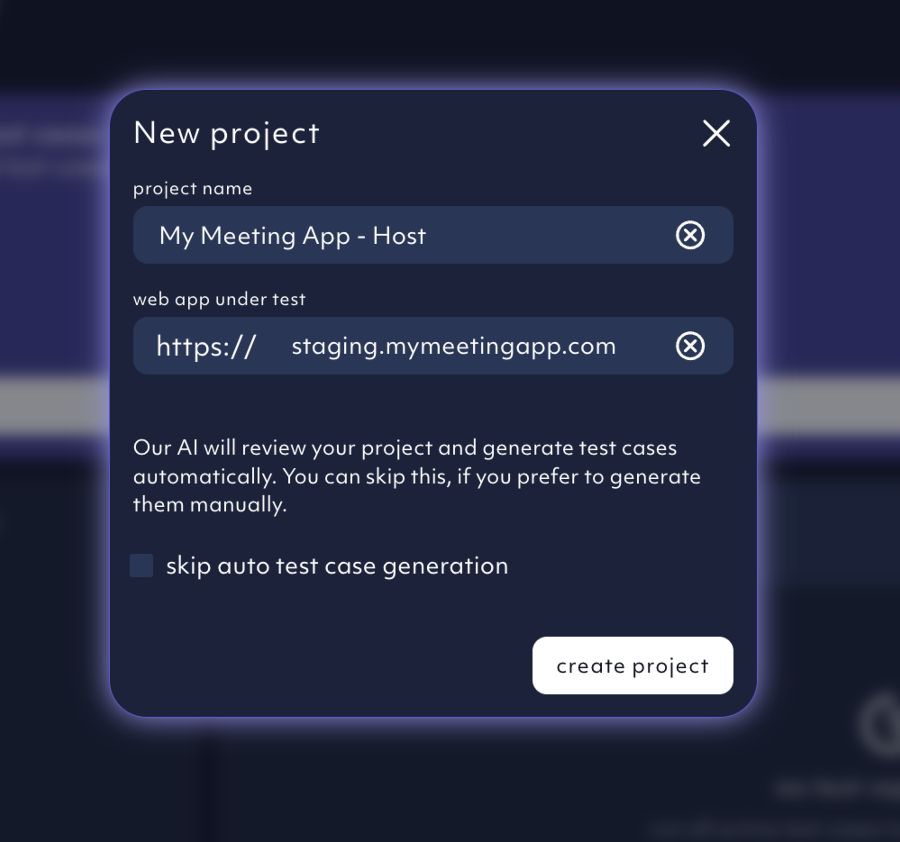 New project
project name
My Meeting App - Host
web app under test
https:// staging.mymeetingapp.com
Our AI will review your project and generate test cases
automatically. You can skip this, if you prefer to generate
them manually.
skip auto test case generation
create project